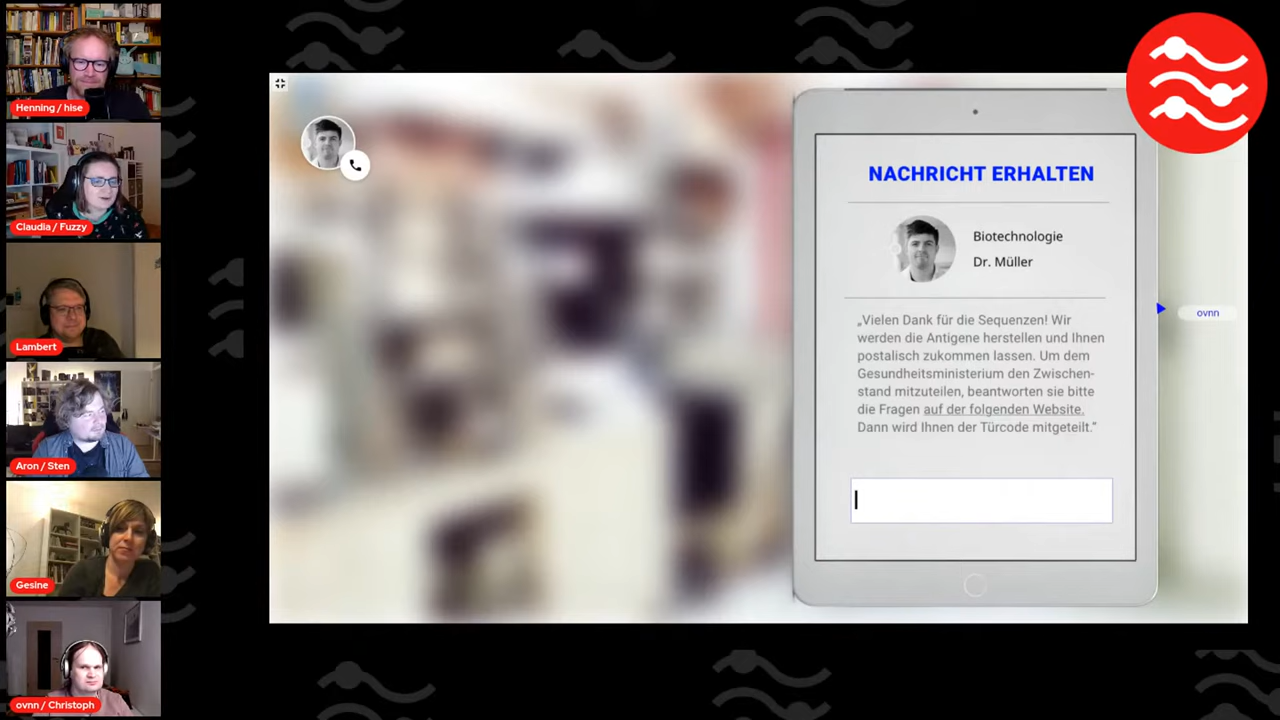 Henning / hise
Claudia / Fuzzy
Lambert
Aron / Sten
Gesine
ovnn / Christoph
NACHRICHT ERHALTEN
Biotechnologie
Dr. Müller
„Vielen Dank für die Sequenzen! Wir
werden die Antigene herstellen und Ihnen
postalisch zukommen lassen. Um dem
Gesundheitsministerium den Zwischen-
stand mitzuteilen, beantworten sie bitte
die Fragen auf der folgenden Website.
Dann wird Ihnen der Türcode mitgeteilt.“
ovnn